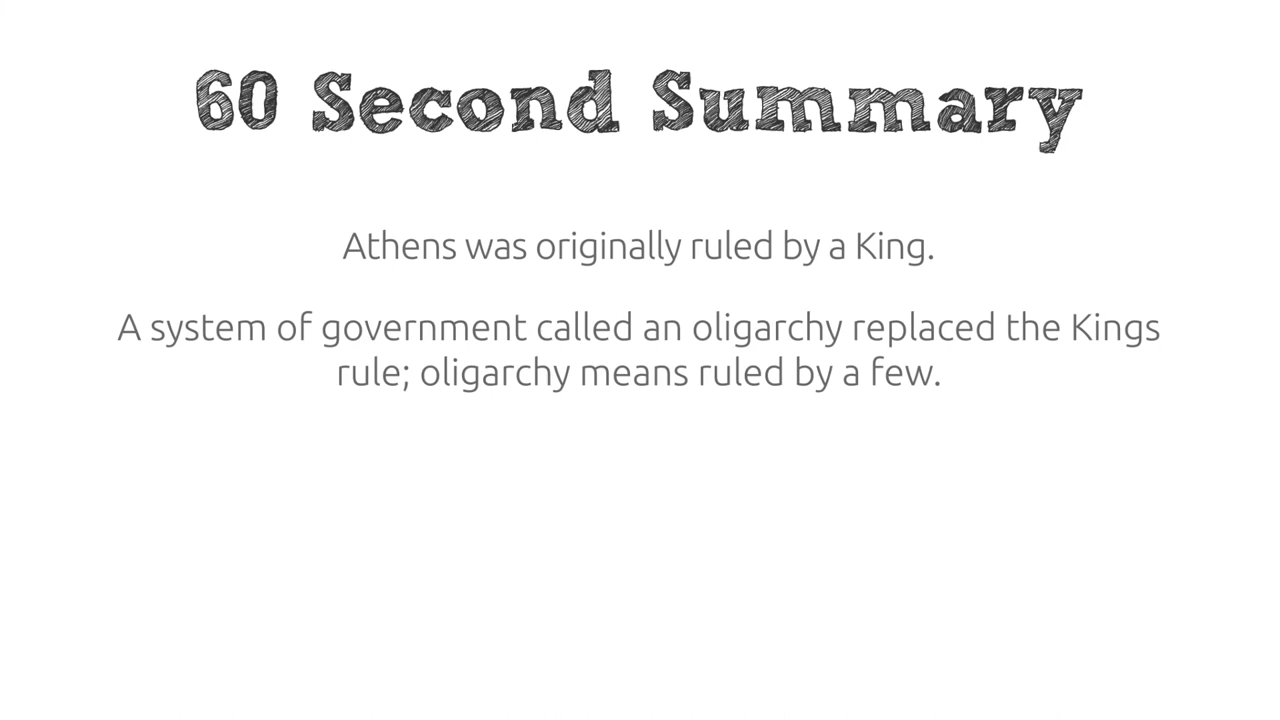 60 Second Summary
Athens was originally ruled by a King.
A system of government called an oligarchy replaced the Kings
rule; oligarchy means ruled by a few.